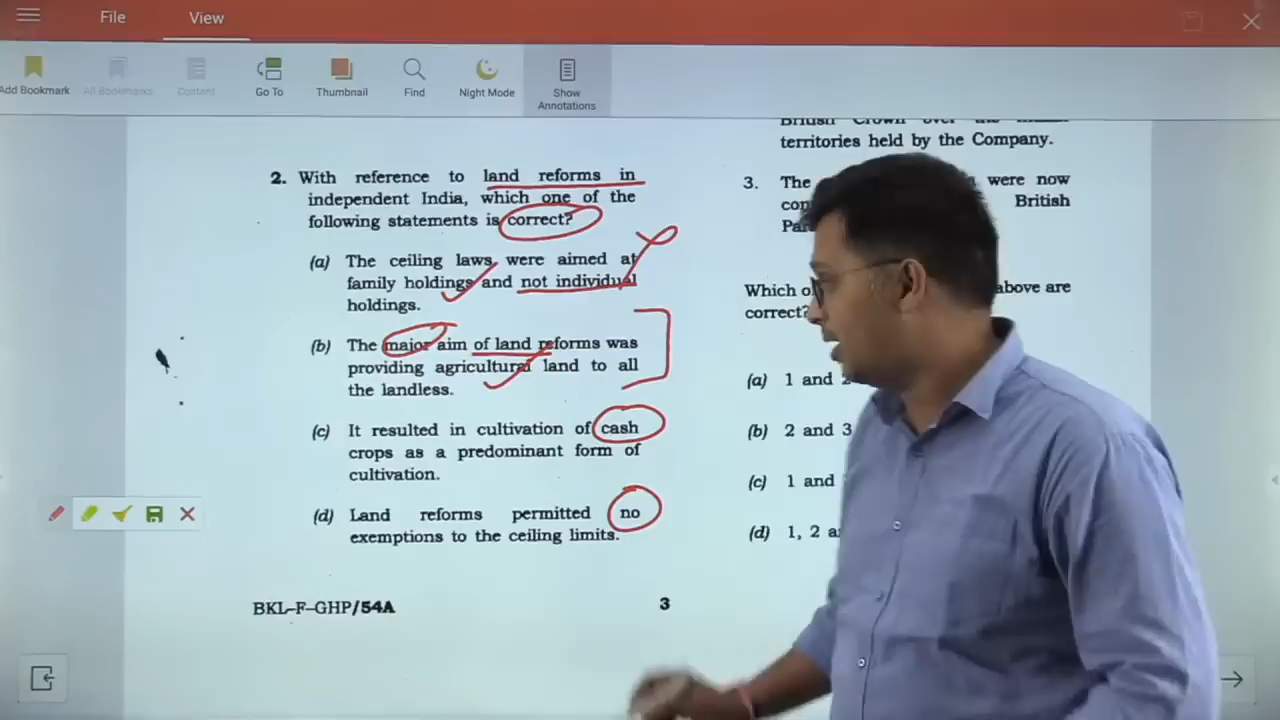 File View
Add Bookmark All Bookmarks Content Go To Thumbnail Find Night Mode Show Annotations
2. With reference to land reforms in
independent India, which one of the
following statements is correct?
(a) The ceiling laws were aimed at
family holdings and not individual
holdings.
(b) The major aim of land reforms was
providing agricultural land to all
the landless.
(c) It resulted in cultivation of cash
crops as a predominant form of
cultivation.
(d) Land reforms permitted no
exemptions to the ceiling limits.
BKL-F-GHP/54A
3
British Crown over the
territories held by the Company.
3. The were now
British
Which above are
correct?
(a) 1 and 2
(b) 2 and 3
(c) 1 and
(d) 1, 2